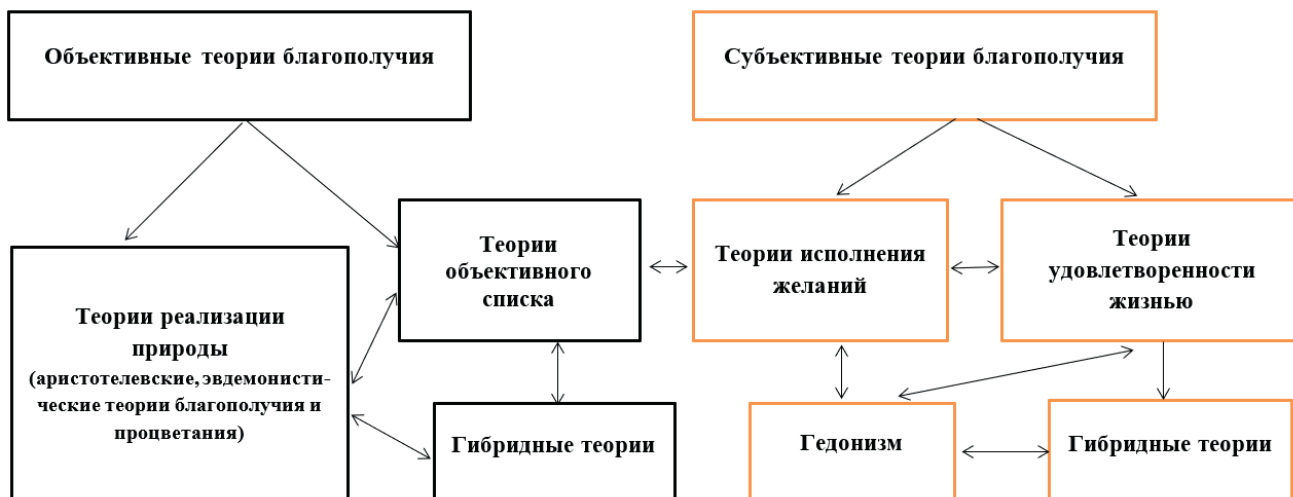 Объективные теории благополучия
Субъективные теории благополучия
Теории реализации
природы
(аристотелевские, эвдемонисти-
ческие теории благополучия и
процветания)
Теории
объективного
списка
Гибридные теории
Теории исполнения
желаний
Теории
удовлетворенности
жизнью
Гедонизм
Гибридные теории